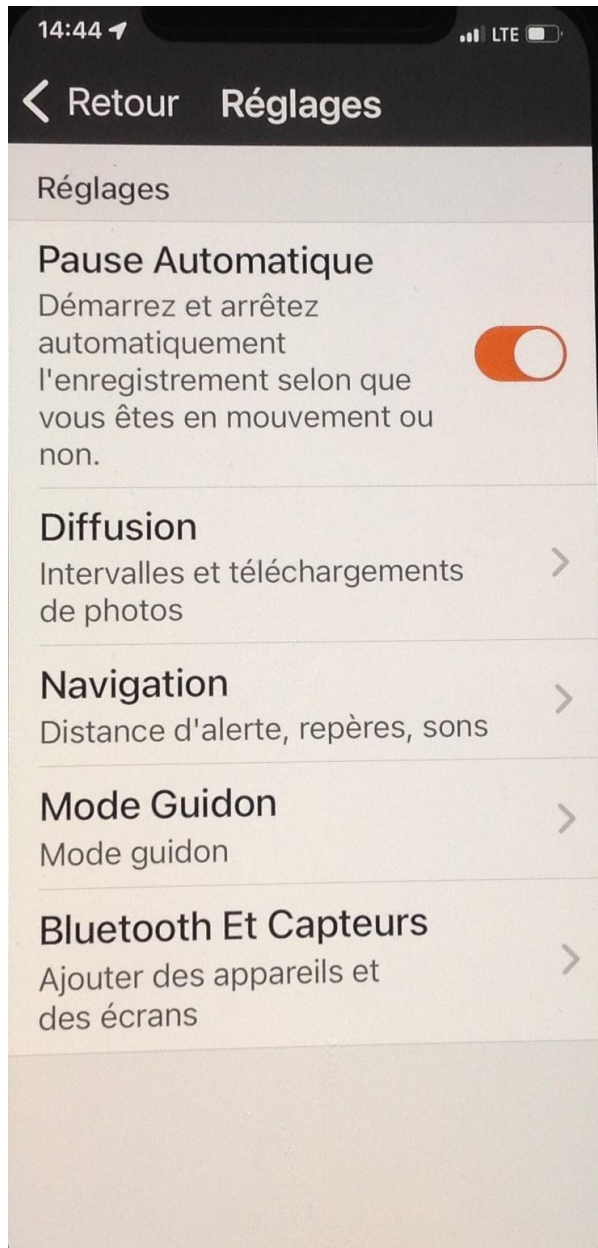 14:44
LTE
Retour Réglages
Réglages
Pause Automatique
Démarrez et arrêtez
automatiquement
l'enregistrement selon que
vous êtes en mouvement ou
non.
Diffusion
Intervalles et téléchargements
de photos
Navigation
Distance d'alerte, repères, sons
Mode Guidon
Mode guidon
Bluetooth Et Capteurs
Ajouter des appareils et
des écrans